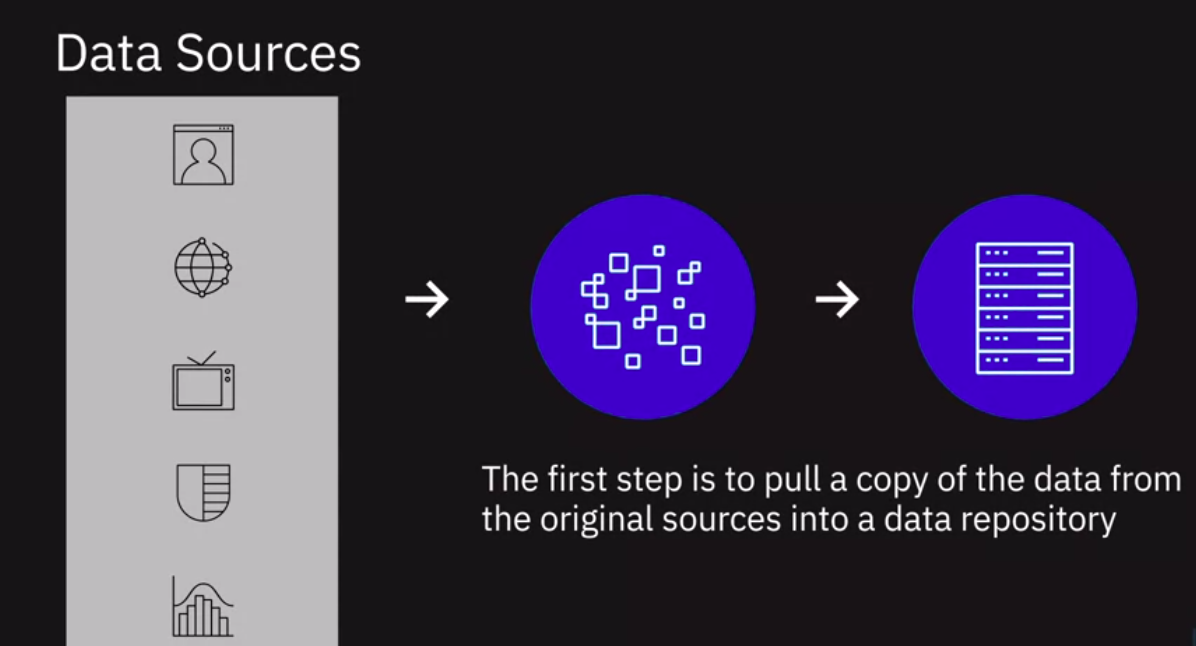 Data Sources
The first step is to pull a copy of the data from
the original sources into a data repository